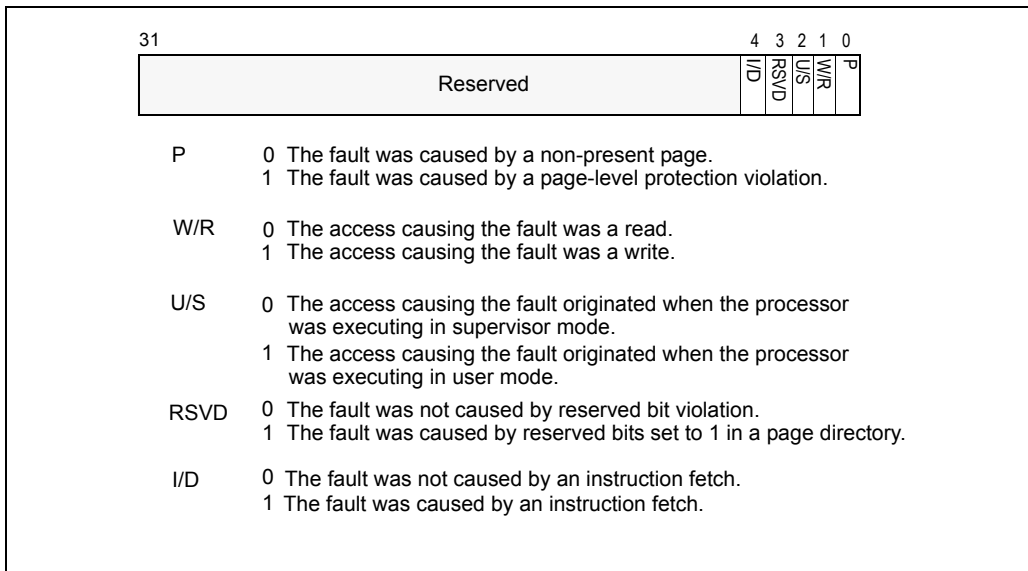 31 4 3 2 1 0
Reserved I/D RSVD U/S W/R P
P 0 The fault was caused by a non-present page.
1 The fault was caused by a page-level protection violation.
W/R 0 The access causing the fault was a read.
1 The access causing the fault was a write.
U/S 0 The access causing the fault originated when the processor
was executing in supervisor mode.
1 The access causing the fault originated when the processor
was executing in user mode.
RSVD 0 The fault was not caused by reserved bit violation.
1 The fault was caused by reserved bits set to 1 in a page directory.
I/D 0 The fault was not caused by an instruction fetch.
1 The fault was caused by an instruction fetch.